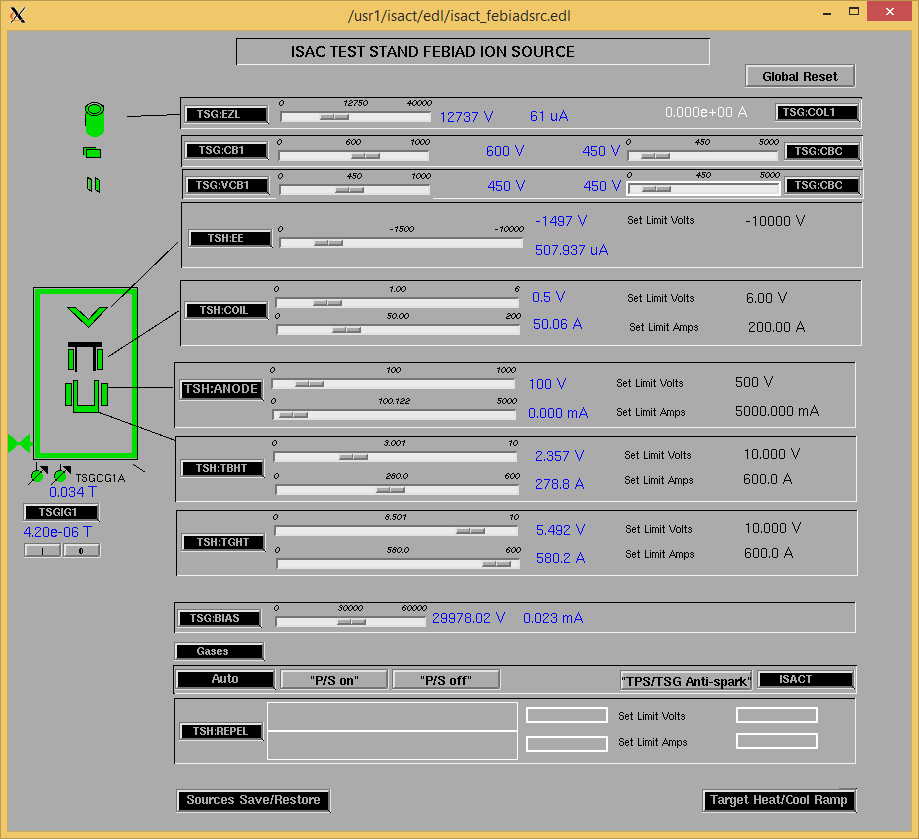 /usr1/isact/edl/isact_febiadsrc.edl
ISAC TEST STAND FEBIAD ION SOURCE
Global Reset
TSG:EZL 0 12750 40000 12737 V 61 uA 0.000e+00 A TSG:COL1
TSG:CB1 0 600 1000 600 V 450 V 0 450 5000 TSG:CBC
TSG:VCB1 0 450 1000 450 V 450 V 0 450 5000 TSG:CBC
TSH:EE 0 -1500 -10000 -1497 V Set Limit Volts -10000 V
507.937 uA
TSH:COIL 0 1.00 6 0.5 V Set Limit Volts 6.00 V
0 50.00 200 50.06 A Set Limit Amps 200.00 A
TSH:ANODE 0 100 1000 100 V Set Limit Volts 500 V
0 100.122 5000 0.000 mA Set Limit Amps 5000.000 mA
TSH:TBHT 0 3.001 10 2.357 V Set Limit Volts 10.000 V
0 280.0 600 278.8 A Set Limit Amps 600.0 A
TSGCG1A
0.034 T
TSGIG1
4.20e-06 T
I 0
TSH:TGHT 0 6.501 10 5.492 V Set Limit Volts 10.000 V
0 580.0 600 580.2 A Set Limit Amps 600.0 A
TSG:BIAS 0 30000 60000 29978.02 V 0.023 mA
Gases
Auto "P/S on" "P/S off" "TPS/TSG Anti-spark" ISACT
TSH:REPEL Set Limit Volts
Set Limit Amps
Sources Save/Restore Target Heat/Cool Ramp